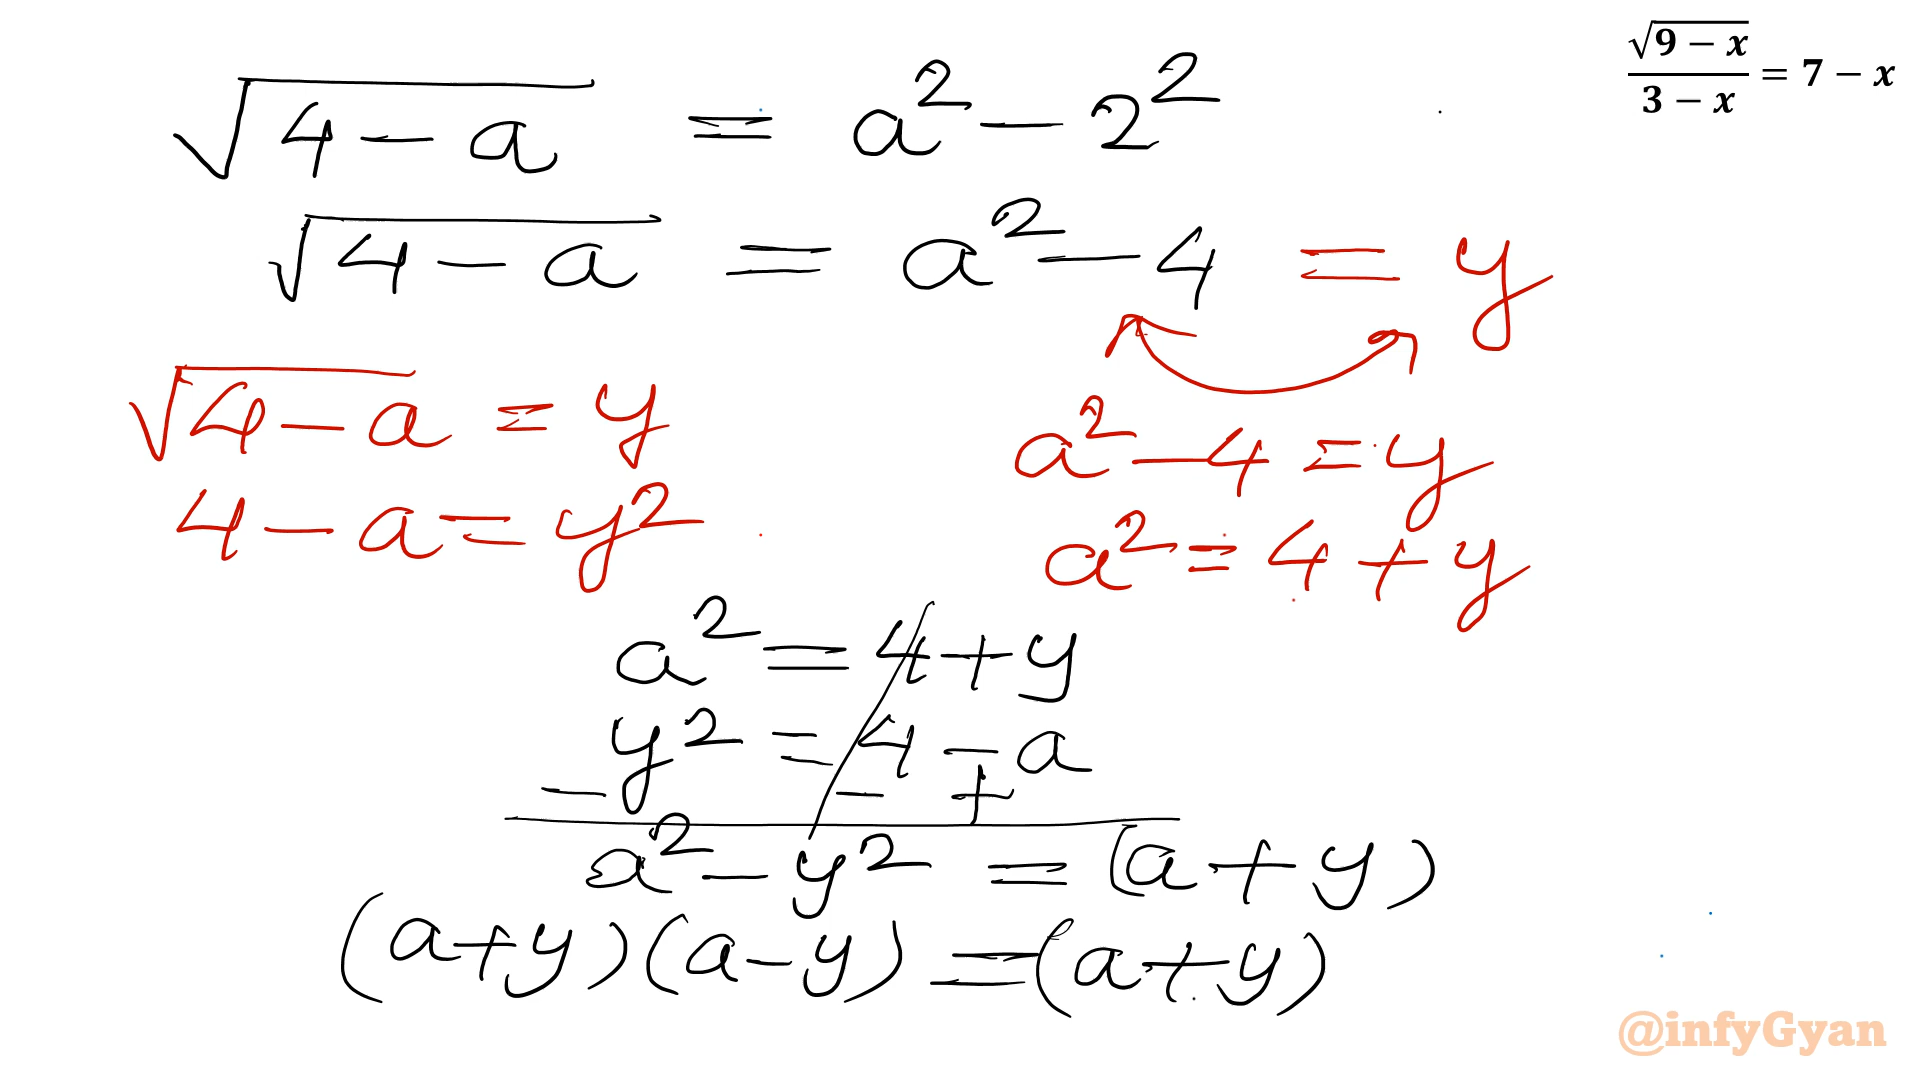 √(9 − x) / (3 − x) = 7 − x
√(4 − a) = a² − 2²
√(4 − a) = a² − 4 = y
√(4 − a) = y
a² − 4 = y
4 − a = y²
a² = 4 + y
a² = 4 + y
y² = 4 − a
− − +
a² − y² = (a + y)
(a + y)(a − y) = (a + y)
@infyGyan